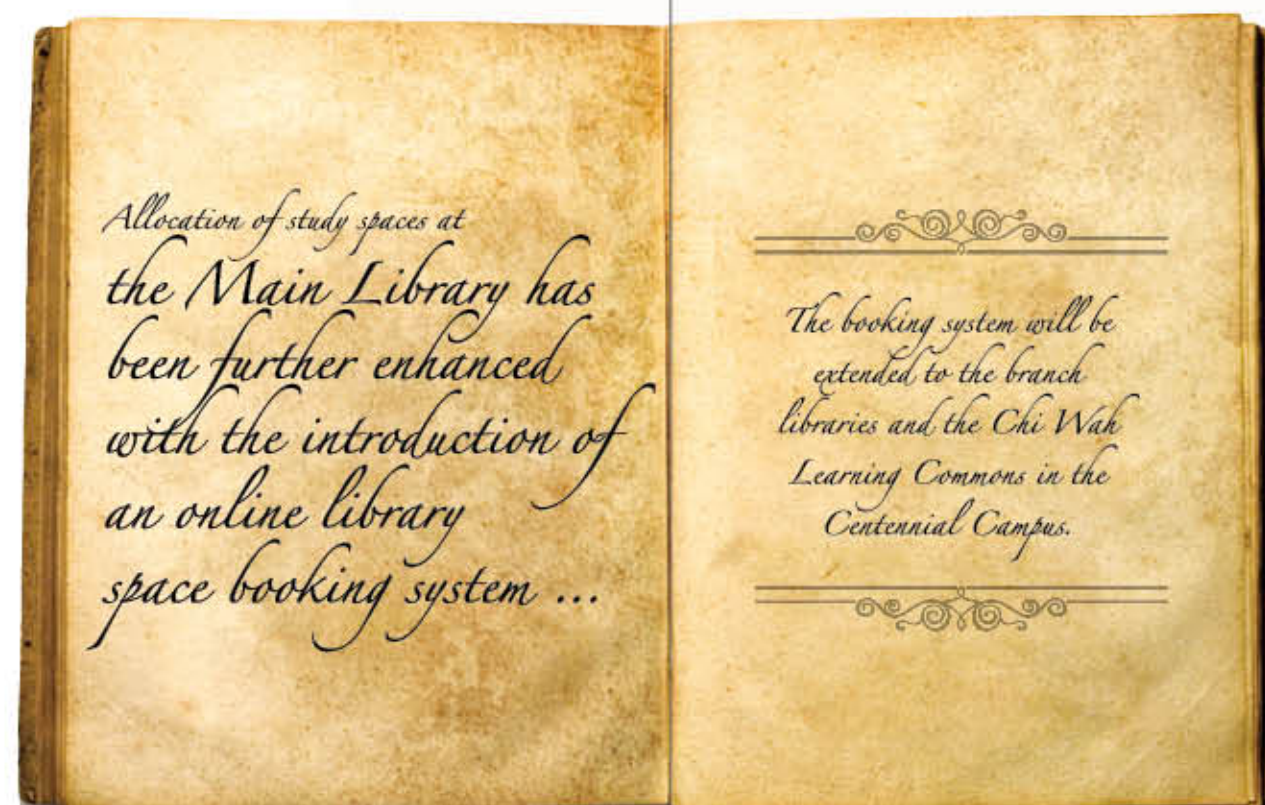 Allocation of study spaces at
the Main Library has
been further enhanced
with the introduction of
an online library
space booking system ...
The booking system will be
extended to the branch
libraries and the Chi Wah
Learning Commons in the
Centennial Campus.